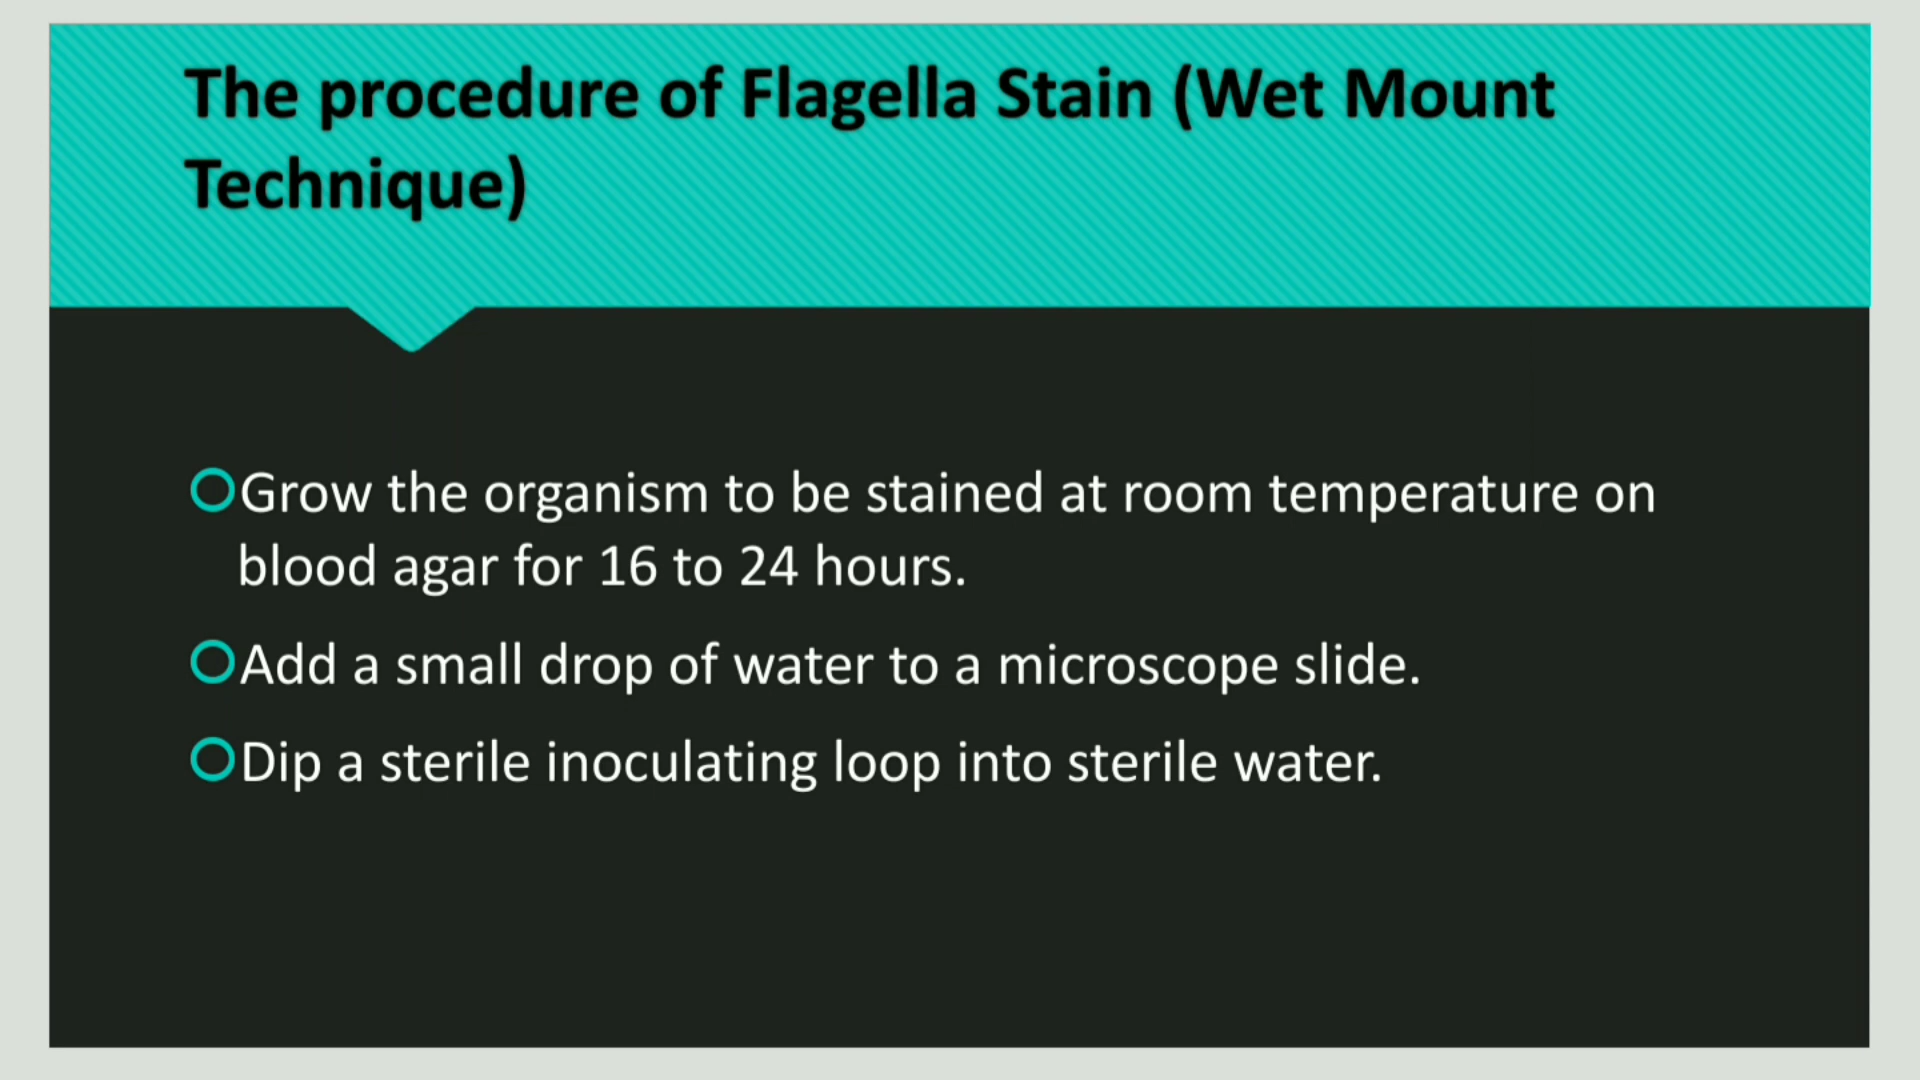 The procedure of Flagella Stain (Wet Mount
Technique)
Grow the organism to be stained at room temperature on
blood agar for 16 to 24 hours.
Add a small drop of water to a microscope slide.
Dip a sterile inoculating loop into sterile water.